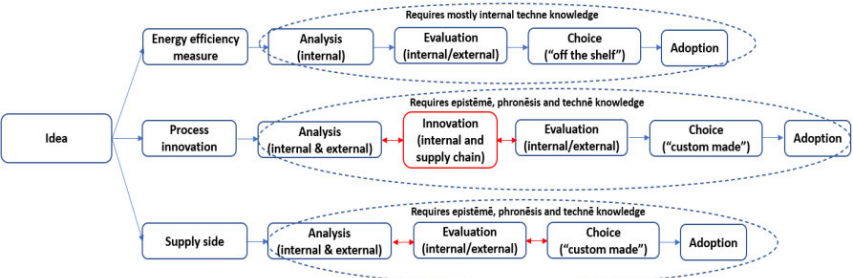 Requires mostly internal techne knowledge
Energy efficiency
measure
Analysis
(internal)
Evaluation
(internal/external)
Choice
("off the shelf")
Adoption
Requires epistēmē, phronēsis and technē knowledge
Idea
Process
innovation
Analysis
(internal & external)
Innovation
(internal and
supply chain)
Evaluation
(internal/external)
Choice
("custom made")
Adoption
Requires epistēmē, phronēsis and technē knowledge
Supply side
Analysis
(internal & external)
Evaluation
(internal/external)
Choice
("custom made")
Adoption